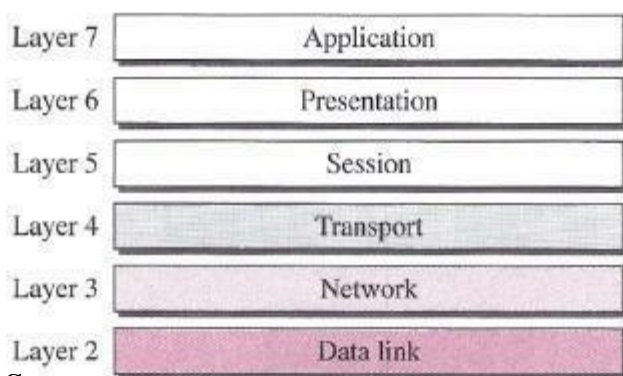 Layer 7 Application
Layer 6 Presentation
Layer 5 Session
Layer 4 Transport
Layer 3 Network
Layer 2 Data link